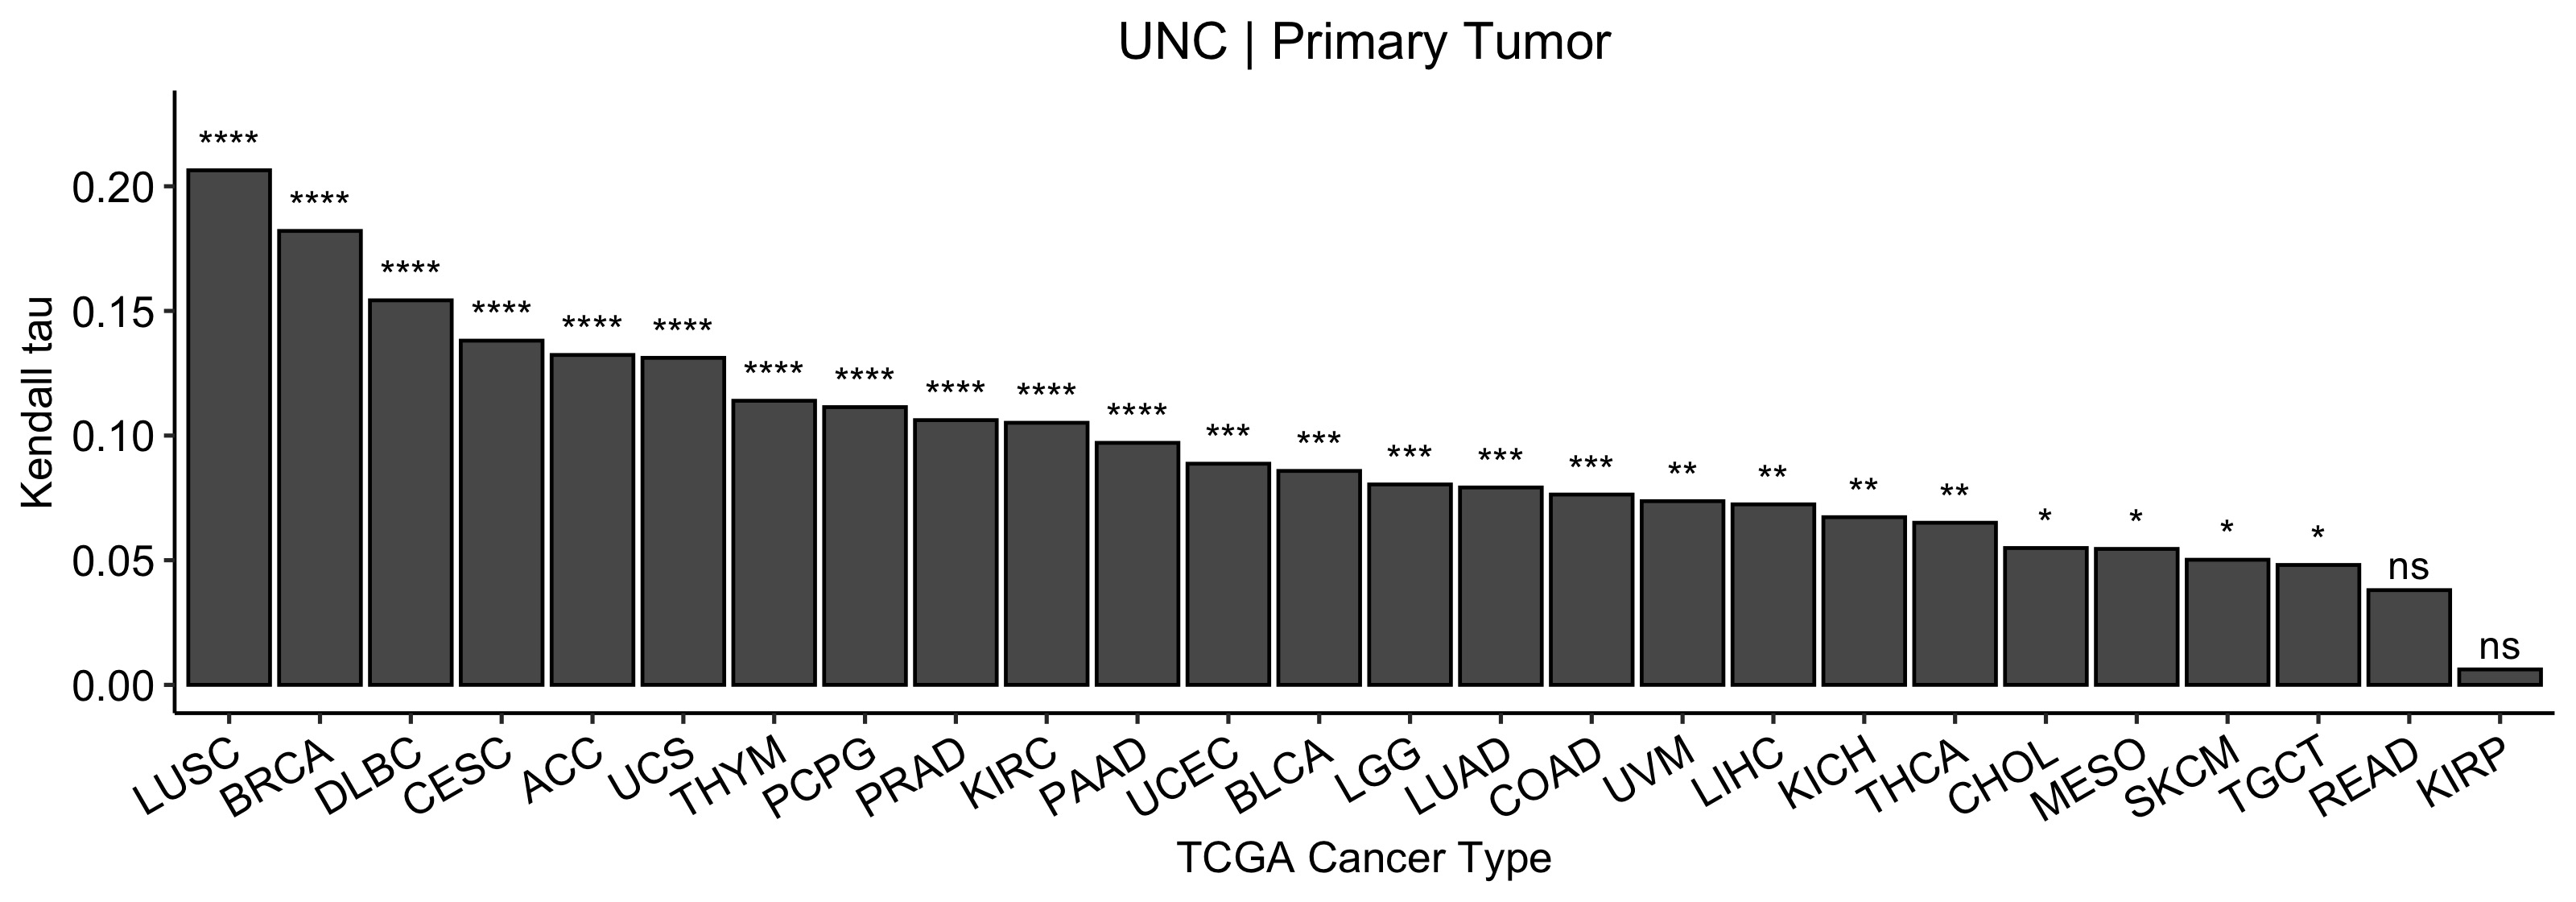 UNC | Primary Tumor
Kendall tau
0.20
0.15
0.10
0.05
0.00
**** **** **** **** **** **** **** **** **** **** **** *** *** *** *** *** ** ** ** ** * * * * ns ns
LUSC BRCA DLBC CESC ACC UCS THYM PCPG PRAD KIRC PAAD UCEC BLCA LGG LUAD COAD UVM LIHC KICH THCA CHOL MESO SKCM TGCT READ KIRP
TCGA Cancer Type